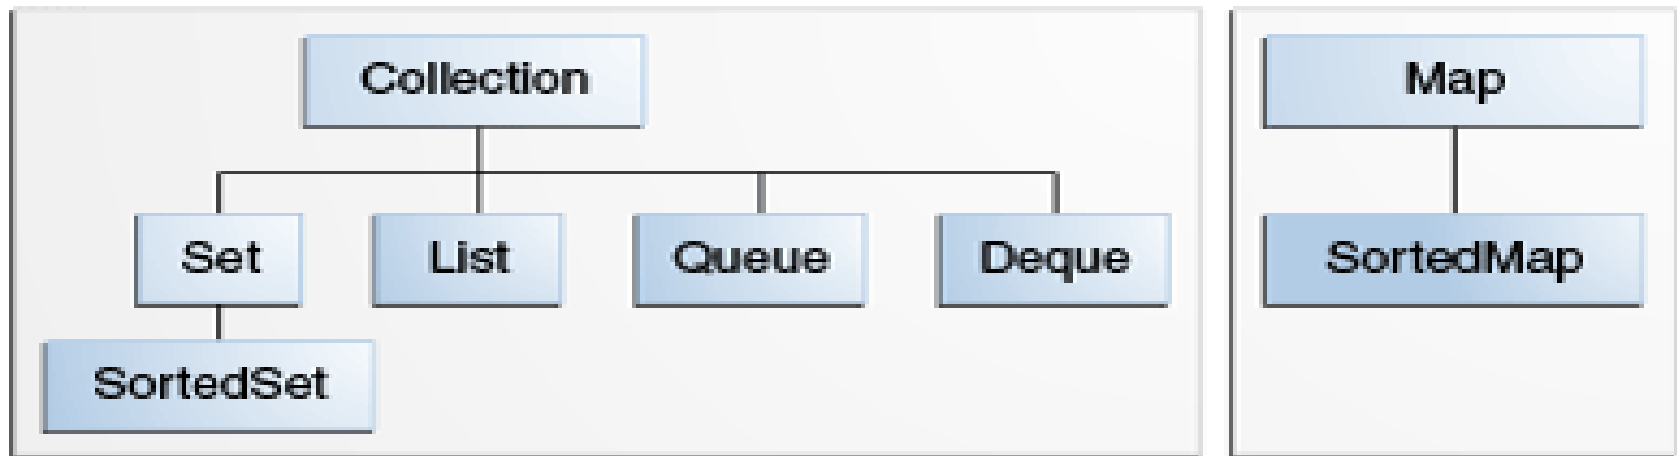 Collection
Map
Set
List
Queue
Deque
SortedMap
SortedSet